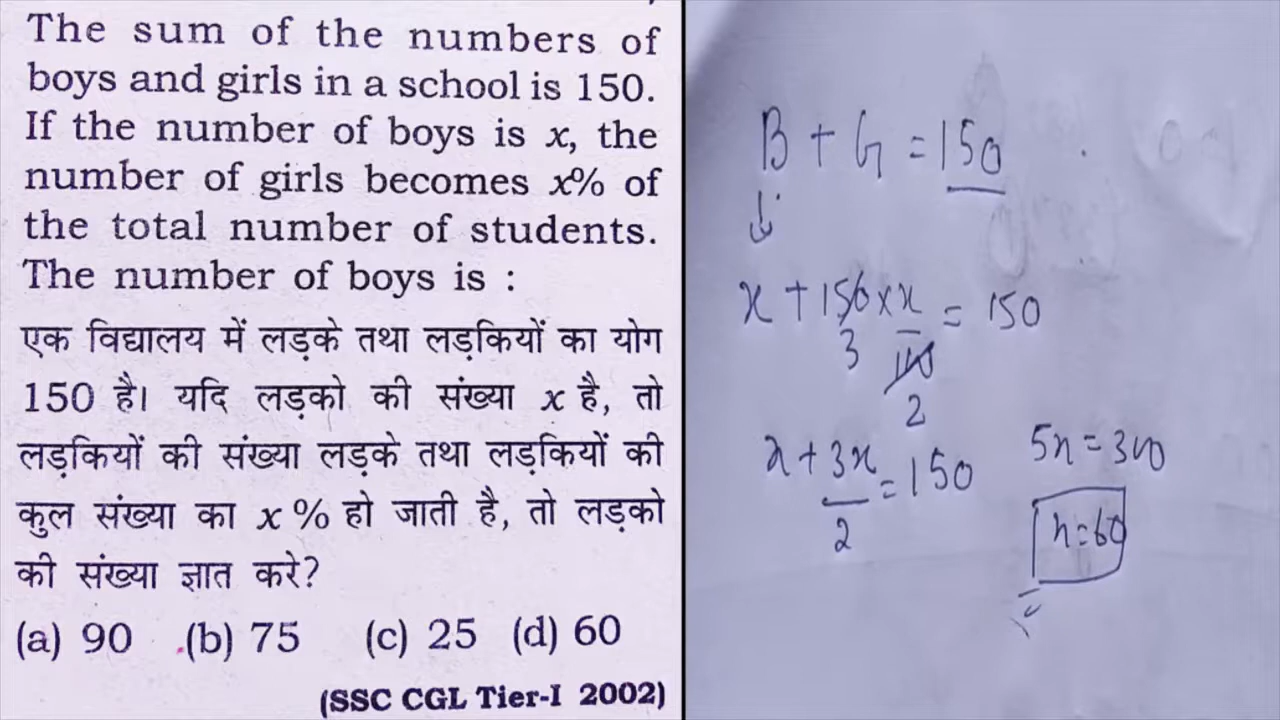 The sum of the numbers of
boys and girls in a school is 150.
If the number of boys is x, the
number of girls becomes x% of
the total number of students.
The number of boys is :
एक विद्यालय में लड़के तथा लड़कियों का योग
150 है। यदि लड़को की संख्या x है, तो
लड़कियों की संख्या लड़के तथा लड़कियों की
कुल संख्या का x % हो जाती है, तो लड़को
की संख्या ज्ञात करे?
(a) 90 (b) 75 (c) 25 (d) 60
(SSC CGL Tier-I 2002)
B + G = 150
x + 150 × x = 150
3 100
2
x + 3x = 150
2
5x = 300
x = 60